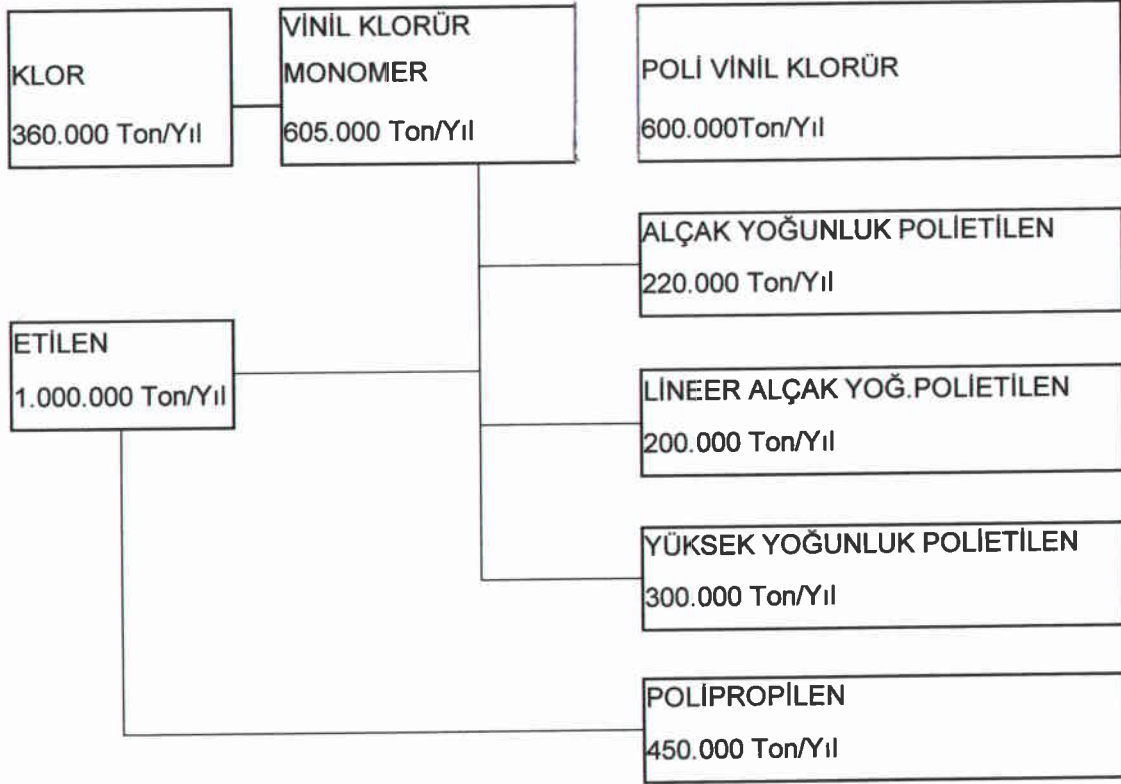 KLOR
360.000 Ton/Yıl
VİNİL KLORÜR
MONOMER
605.000 Ton/Yıl
POLİ VİNİL KLORÜR
600.000Ton/Yıl
ALÇAK YOĞUNLUK POLİETİLEN
220.000 Ton/Yıl
ETİLEN
1.000.000 Ton/Yıl
LİNEER ALÇAK YOĞ.POLİETİLEN
200.000 Ton/Yıl
YÜKSEK YOĞUNLUK POLİETİLEN
300.000 Ton/Yıl
POLİPROPİLEN
450.000 Ton/Yıl